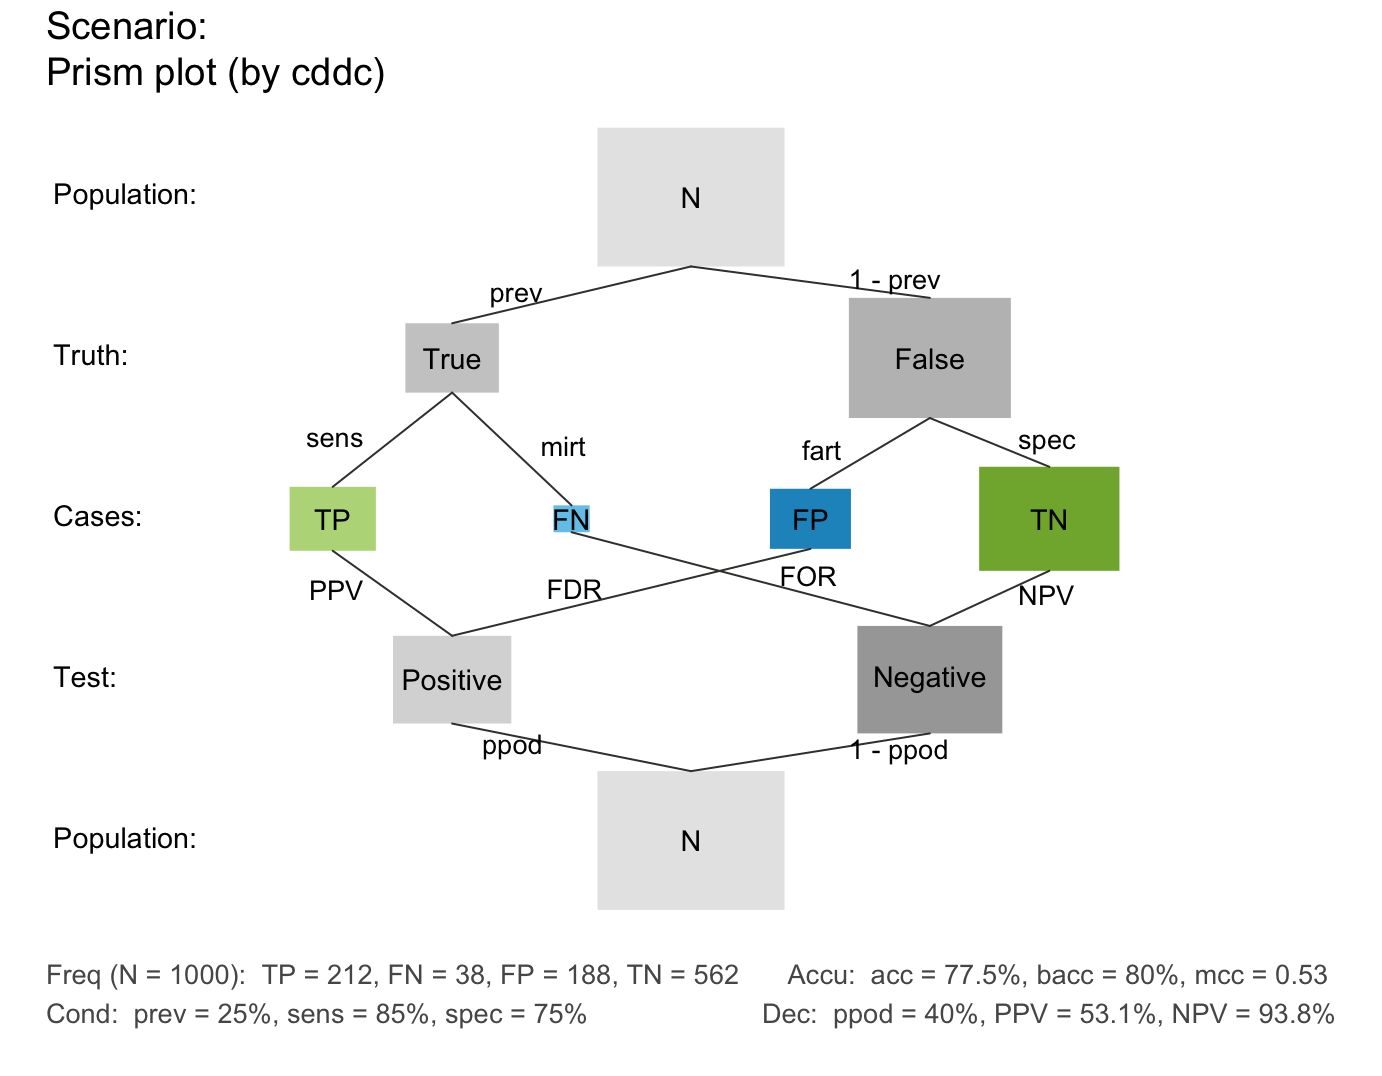 Scenario:
Prism plot (by cddc)
Population:
N
prev
1 - prev
Truth:
True
False
sens
mirt
fart
spec
Cases:
TP
FN
FP
TN
PPV
FDR
FOR
NPV
Test:
Positive
Negative
ppod
1 - ppod
Population:
N
Freq (N = 1000):  TP = 212, FN = 38, FP = 188, TN = 562
Accu:  acc = 77.5%, bacc = 80%, mcc = 0.53
Cond:  prev = 25%, sens = 85%, spec = 75%
Dec:  ppod = 40%, PPV = 53.1%, NPV = 93.8%